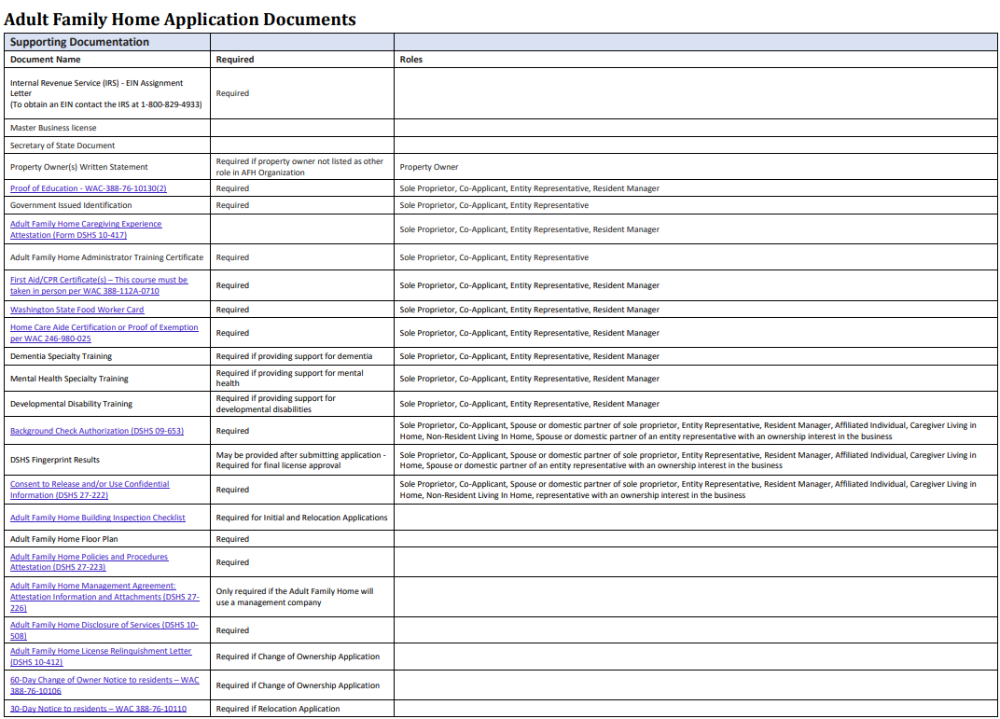 Adult Family Home Application Documents
Supporting Documentation
Document Name Required Roles
Internal Revenue Service (IRS) - EIN Assignment
Letter
(To obtain an EIN contact the IRS at 1-800-829-4933)
Required
Master Business license
Secretary of State Document
Property Owner(s) Written Statement
Required if property owner not listed as other
role in AFH Organization
Property Owner
Proof of Education - WAC-388-76-10130(2)
Required
Sole Proprietor, Co-Applicant, Entity Representative, Resident Manager
Government Issued Identification
Required
Sole Proprietor, Co-Applicant, Entity Representative
Adult Family Home Caregiving Experience
Attestation (Form DSHS 10-417)
Sole Proprietor, Co-Applicant, Entity Representative, Resident Manager
Adult Family Home Administrator Training Certificate
Required
Sole Proprietor, Co-Applicant, Entity Representative
First Aid/CPR Certificate(s) – This course must be
taken in person per WAC 388-112A-0710
Required
Sole Proprietor, Co-Applicant, Entity Representative, Resident Manager
Washington State Food Worker Card
Required
Sole Proprietor, Co-Applicant, Entity Representative, Resident Manager
Home Care Aide Certification or Proof of Exemption
per WAC 246-980-025
Required
Sole Proprietor, Co-Applicant, Entity Representative, Resident Manager
Dementia Specialty Training
Required if providing support for dementia
Sole Proprietor, Co-Applicant, Entity Representative, Resident Manager
Mental Health Specialty Training
Required if providing support for mental
health
Sole Proprietor, Co-Applicant, Entity Representative, Resident Manager
Developmental Disability Training
Required if providing support for
developmental disabilities
Sole Proprietor, Co-Applicant, Entity Representative, Resident Manager
Background Check Authorization (DSHS 09-653)
Required
Sole Proprietor, Co-Applicant, Spouse or domestic partner of sole proprietor, Entity Representative, Resident Manager, Affiliated Individual, Caregiver Living in
Home, Non-Resident Living In Home, Spouse or domestic partner of an entity representative with an ownership interest in the business
DSHS Fingerprint Results
May be provided after submitting application -
Required for final license approval
Sole Proprietor, Co-Applicant, Spouse or domestic partner of sole proprietor, Entity Representative, Resident Manager, Affiliated Individual, Caregiver Living in
Home, Spouse or domestic partner of an entity representative with an ownership interest in the business
Consent to Release and/or Use Confidential
Information (DSHS 27-222)
Required
Sole Proprietor, Co-Applicant, Spouse or domestic partner of sole proprietor, Entity Representative, Resident Manager, Affiliated Individual, Caregiver Living in
Home, Non-Resident Living In Home, representative with an ownership interest in the business
Adult Family Home Building Inspection Checklist
Required for Initial and Relocation Applications
Adult Family Home Floor Plan
Required
Adult Family Home Policies and Procedures
Attestation (DSHS 27-223)
Required
Adult Family Home Management Agreement:
Attestation Information and Attachments (DSHS 27-
226)
Only required if the Adult Family Home will
use a management company
Adult Family Home Disclosure of Services (DSHS 10-
508)
Required
Adult Family Home License Relinquishment Letter
(DSHS 10-412)
Required if Change of Ownership Application
60-Day Change of Owner Notice to residents – WAC
388-76-10106
Required if Change of Ownership Application
30-Day Notice to residents – WAC 388-76-10110
Required if Relocation Application